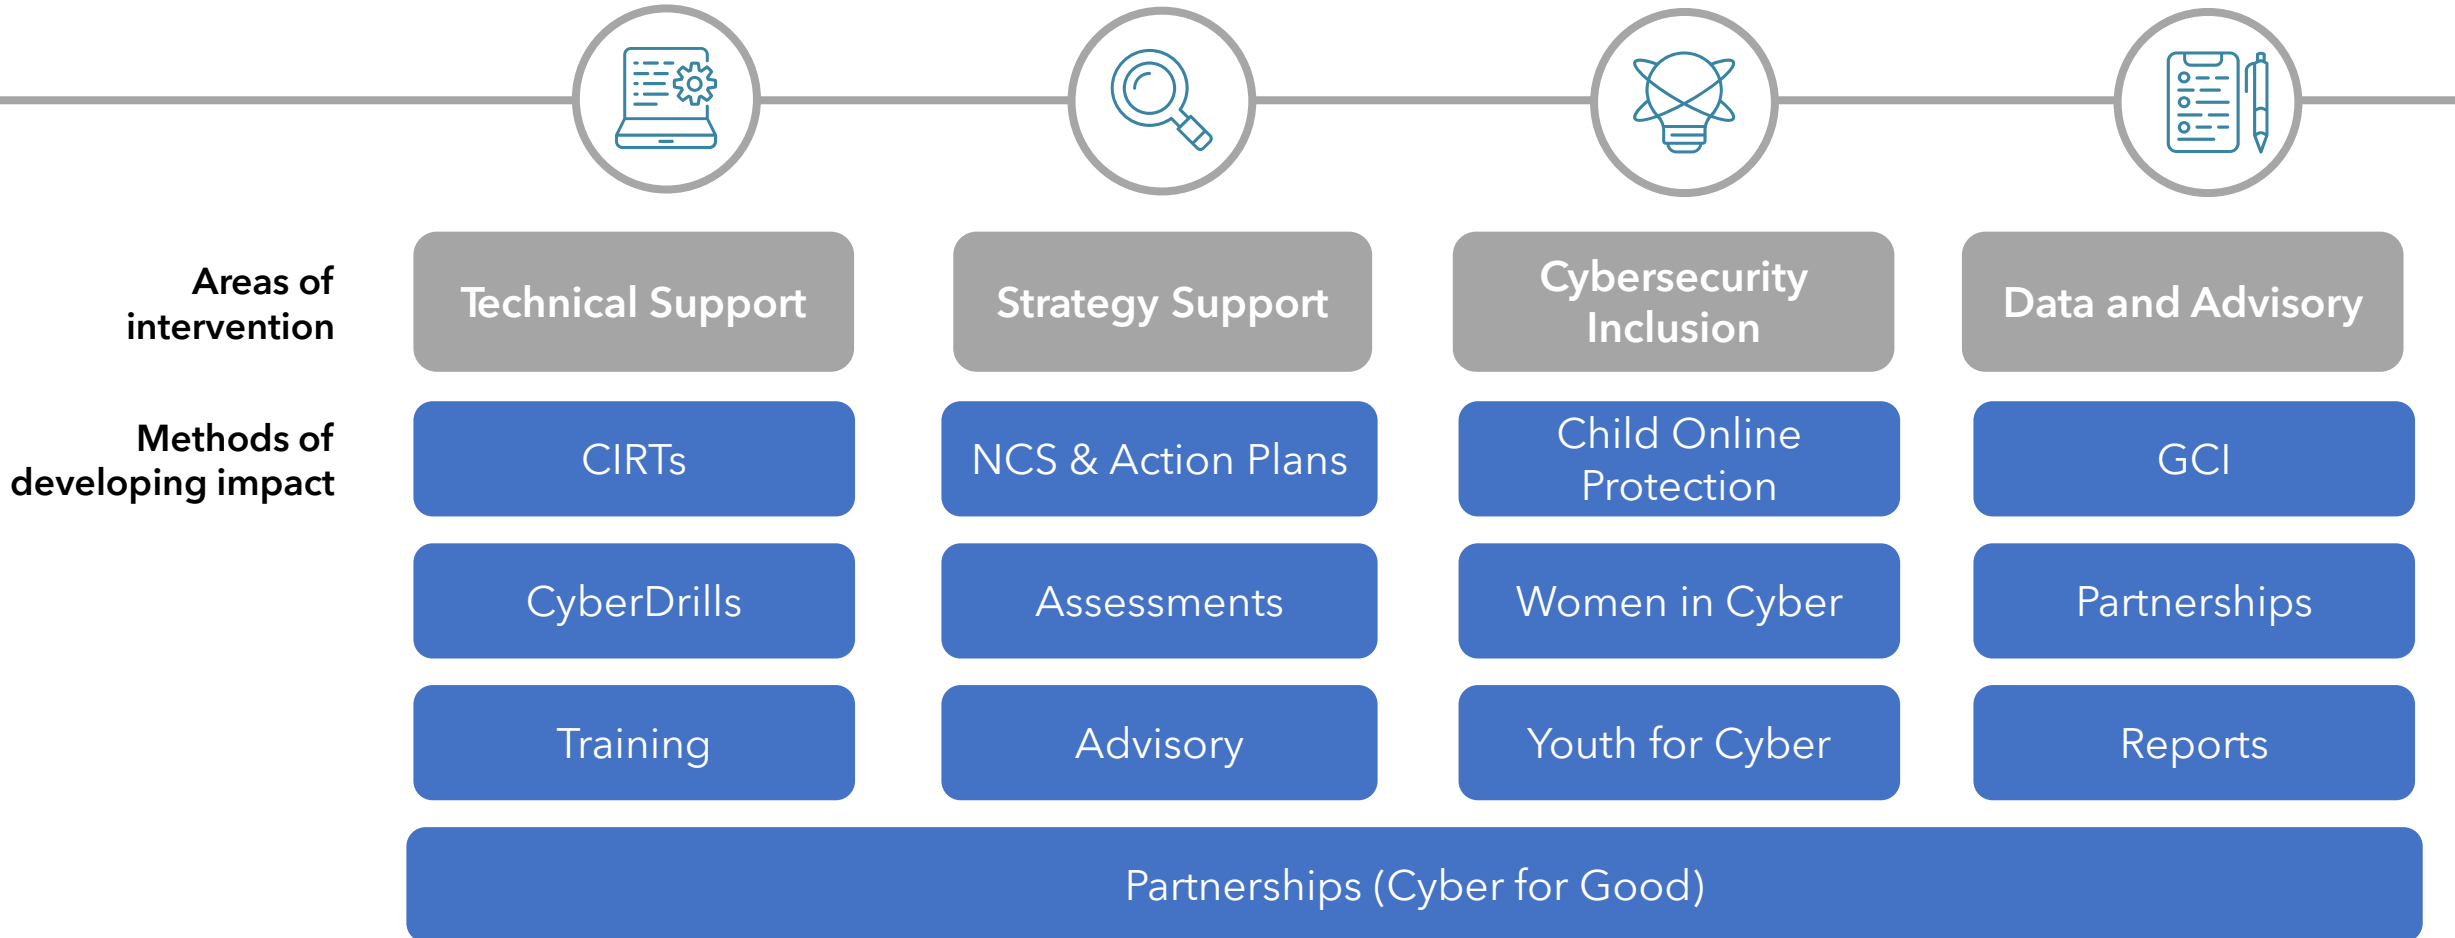 Areas of
intervention
Technical Support
Strategy Support
Cybersecurity
Inclusion
Data and Advisory
Methods of
developing impact
CIRTs
NCS & Action Plans
Child Online
Protection
GCI
CyberDrills
Assessments
Women in Cyber
Partnerships
Training
Advisory
Youth for Cyber
Reports
Partnerships (Cyber for Good)